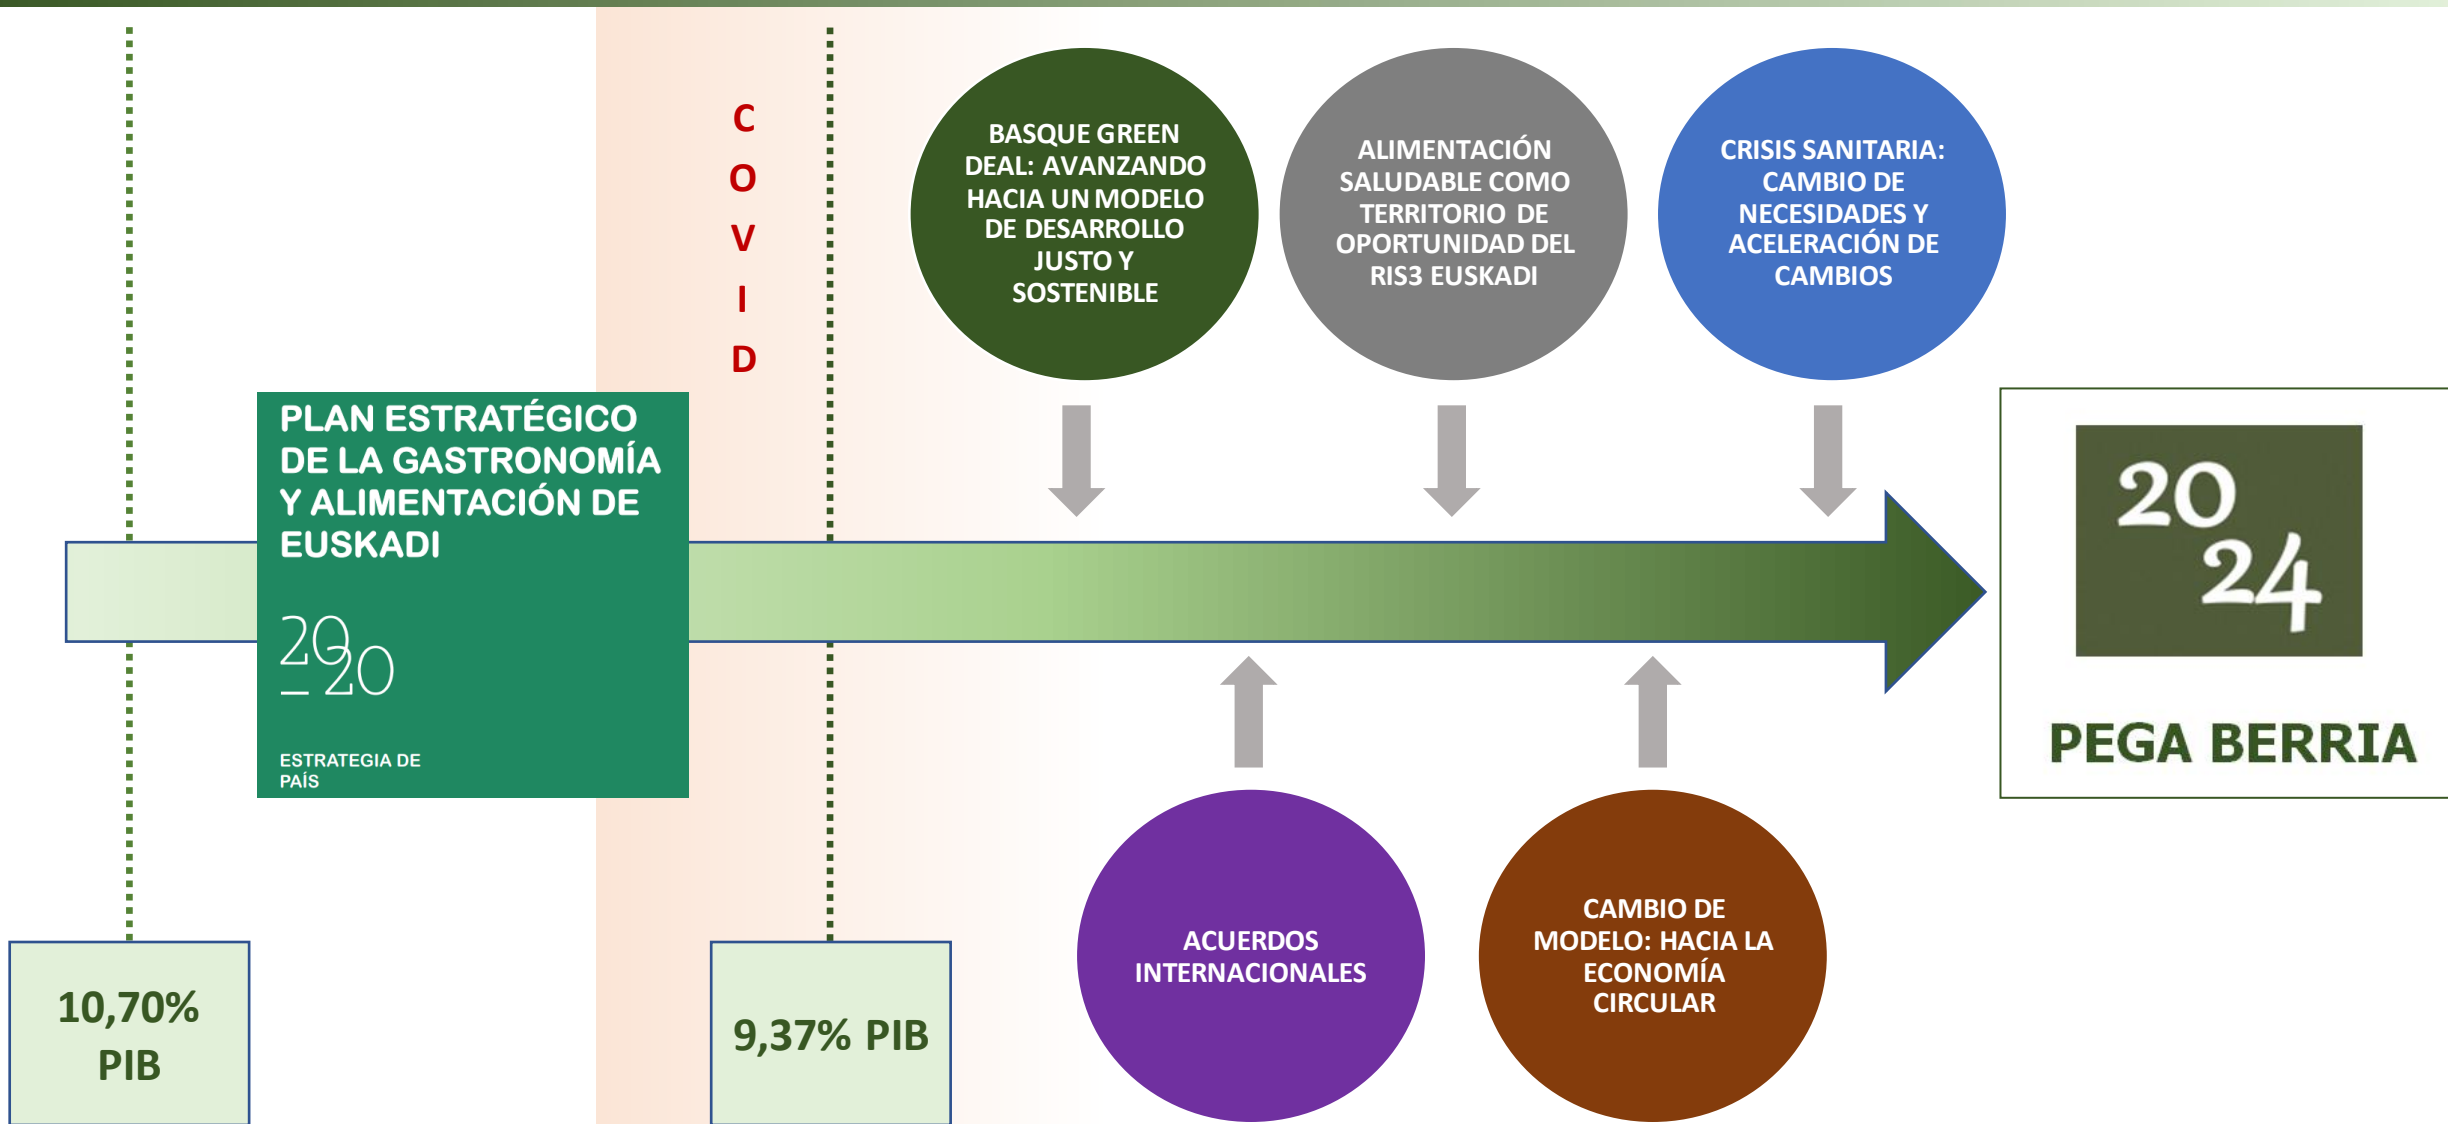 C
O
V
I
D
BASQUE GREEN
DEAL: AVANZANDO
HACIA UN MODELO
DE DESARROLLO
JUSTO Y
SOSTENIBLE
ALIMENTACIÓN
SALUDABLE COMO
TERRITORIO DE
OPORTUNIDAD DEL
RIS3 EUSKADI
CRISIS SANITARIA:
CAMBIO DE
NECESIDADES Y
ACELERACIÓN DE
CAMBIOS
PLAN ESTRATÉGICO
DE LA GASTRONOMÍA
Y ALIMENTACIÓN DE
EUSKADI
20
20
ESTRATEGIA DE
PAÍS
20
24
PEGA BERRIA
10,70%
PIB
9,37% PIB
ACUERDOS
INTERNACIONALES
CAMBIO DE
MODELO: HACIA LA
ECONOMÍA
CIRCULAR